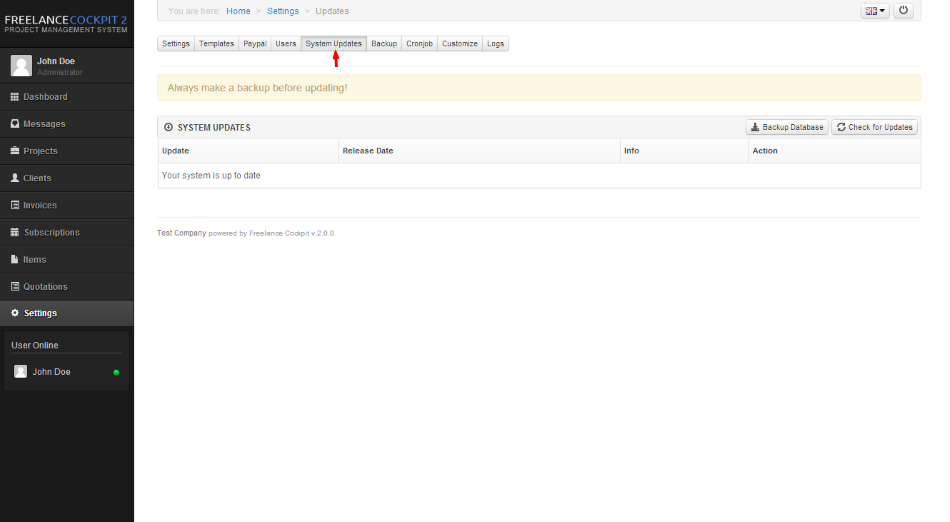 FREELANCECOCKPIT 2
PROJECT MANAGEMENT SYSTEM
John Doe
Administrator
Dashboard
Messages
Projects
Clients
Invoices
Subscriptions
Items
Quotations
Settings
User Online
John Doe
You are here: Home > Settings > Updates
Settings Templates Paypal Users System Updates Backup Cronjob Customize Logs
Always make a backup before updating!
SYSTEM UPDATES Backup Database Check for Updates
Update Release Date Info Action
Your system is up to date
Test Company powered by Freelance Cockpit v.2.0.0